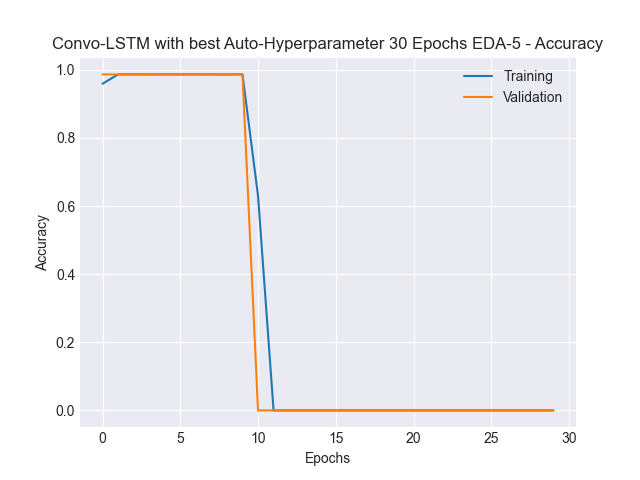 Convo-LSTM with best Auto-Hyperparameter 30 Epochs EDA-5 - Accuracy
Training
Validation
1.0
0.8
0.6
0.4
0.2
0.0
Accuracy
0 5 10 15 20 25 30
Epochs